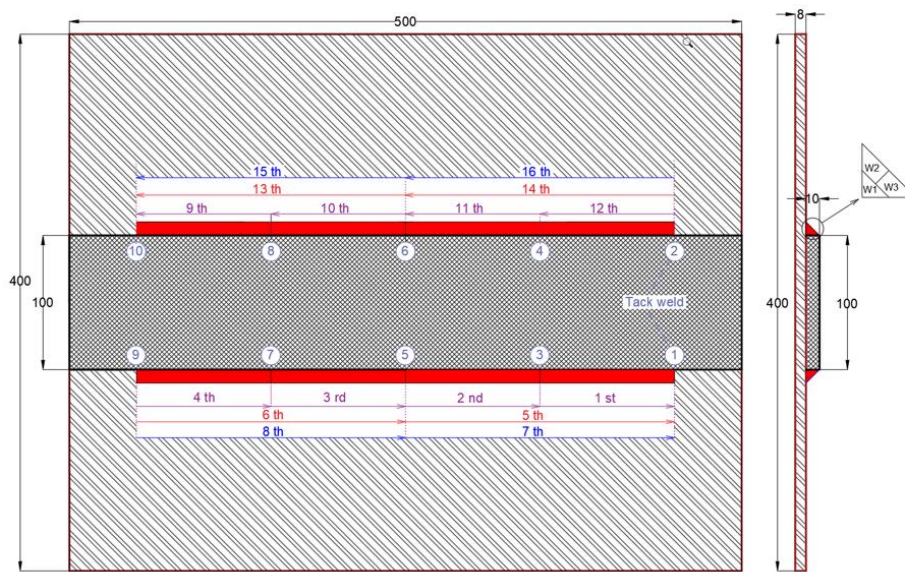 500
8
15 th
16 th
13 th
14 th
9 th
10 th
11 th
12 th
W2
W1
W3
10
10
8
6
4
2
400
100
Tack weld
400
100
9
7
5
3
1
4 th
3 rd
2 nd
1 st
6 th
5 th
8 th
7 th